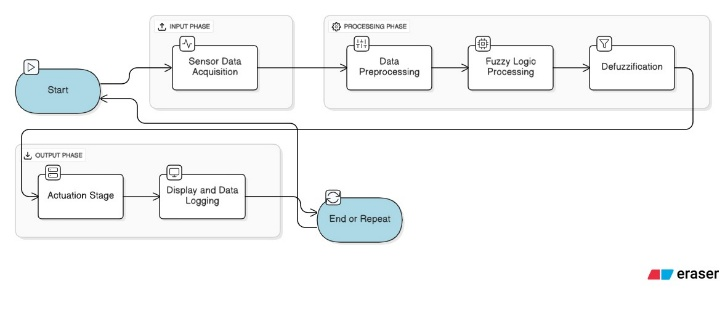 INPUT PHASE
PROCESSING PHASE
Sensor Data
Acquisition
Data
Preprocessing
Fuzzy Logic
Processing
Defuzzification
Start
OUTPUT PHASE
Actuation Stage
Display and Data
Logging
End or Repeat
eraser